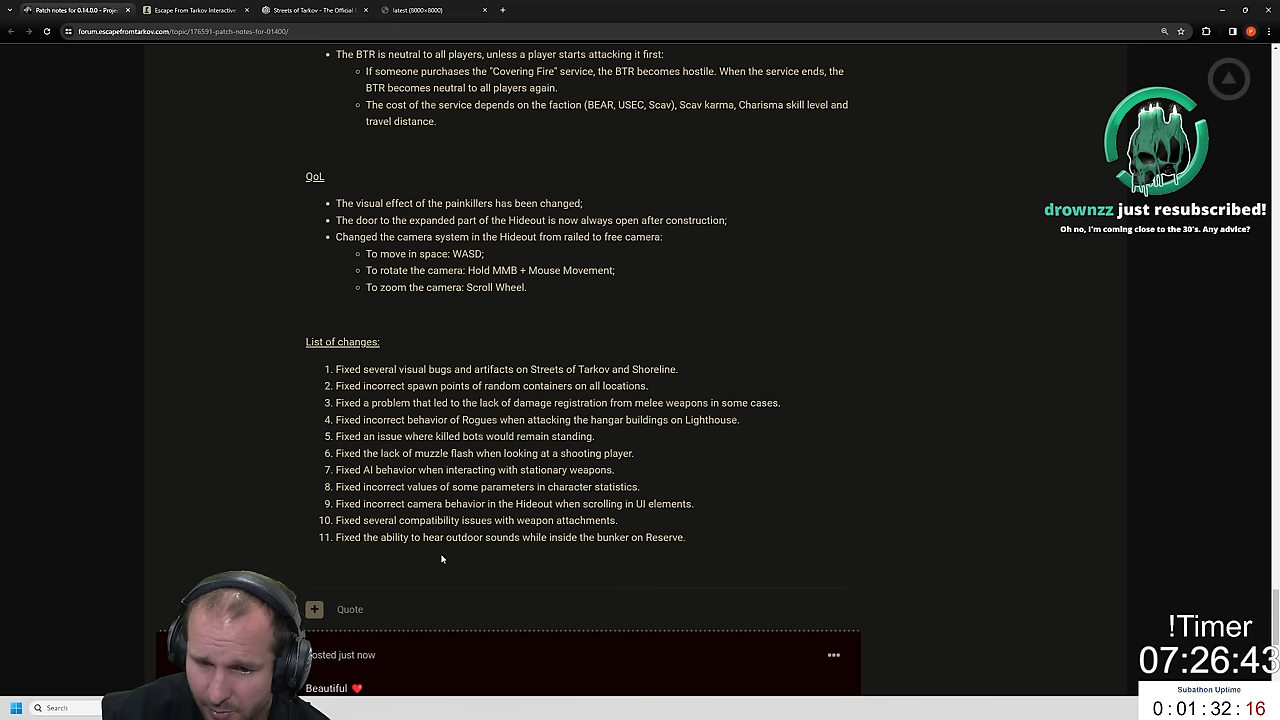 Patch notes for 0.14.0.0 - Proje
Escape From Tarkov Interactive
Streets of Tarkov - The Official
latest (8000×8000)
forum.escapefromtarkov.com/topic/176591-patch-notes-for-01400/
The BTR is neutral to all players, unless a player starts attacking it first:
If someone purchases the "Covering Fire" service, the BTR becomes hostile. When the service ends, the
BTR becomes neutral to all players again.
The cost of the service depends on the faction (BEAR, USEC, Scav), Scav karma, Charisma skill level and
travel distance.
QoL
The visual effect of the painkillers has been changed;
The door to the expanded part of the Hideout is now always open after construction;
Changed the camera system in the Hideout from railed to free camera:
To move in space: WASD;
To rotate the camera: Hold MMB + Mouse Movement;
To zoom the camera: Scroll Wheel.
List of changes:
1. Fixed several visual bugs and artifacts on Streets of Tarkov and Shoreline.
2. Fixed incorrect spawn points of random containers on all locations.
3. Fixed a problem that led to the lack of damage registration from melee weapons in some cases.
4. Fixed incorrect behavior of Rogues when attacking the hangar buildings on Lighthouse.
5. Fixed an issue where killed bots would remain standing.
6. Fixed the lack of muzzle flash when looking at a shooting player.
7. Fixed AI behavior when interacting with stationary weapons.
8. Fixed incorrect values of some parameters in character statistics.
9. Fixed incorrect camera behavior in the Hideout when scrolling in UI elements.
10. Fixed several compatibility issues with weapon attachments.
11. Fixed the ability to hear outdoor sounds while inside the bunker on Reserve.
+ Quote
osted just now
Beautiful ❤️
drownzz just resubscribed!
Oh no, I'm coming close to the 30's. Any advice?
!Timer
07:26:43
Subathon Uptime
0:01:32:16
Search